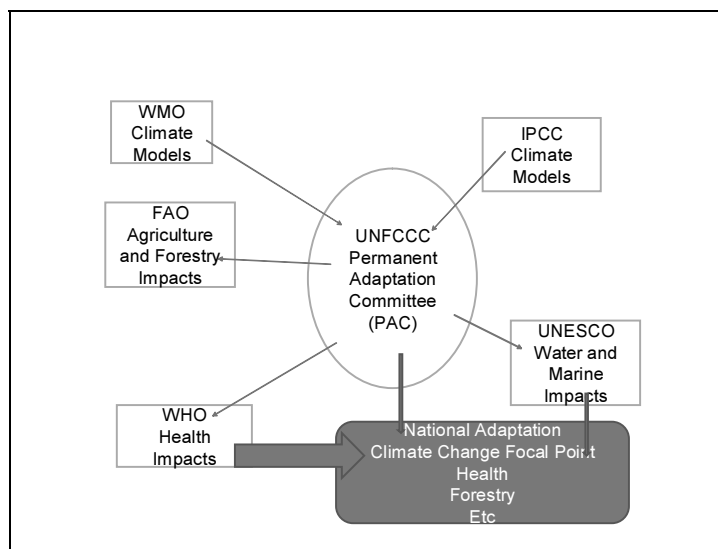 WMO
Climate
Models
IPCC
Climate
Models
FAO
Agriculture
and Forestry
Impacts
UNFCCC
Permanent
Adaptation
Committee
(PAC)
UNESCO
Water and
Marine
Impacts
WHO
Health
Impacts
National Adaptation
Climate Change Focal Point
Health
Forestry
Etc